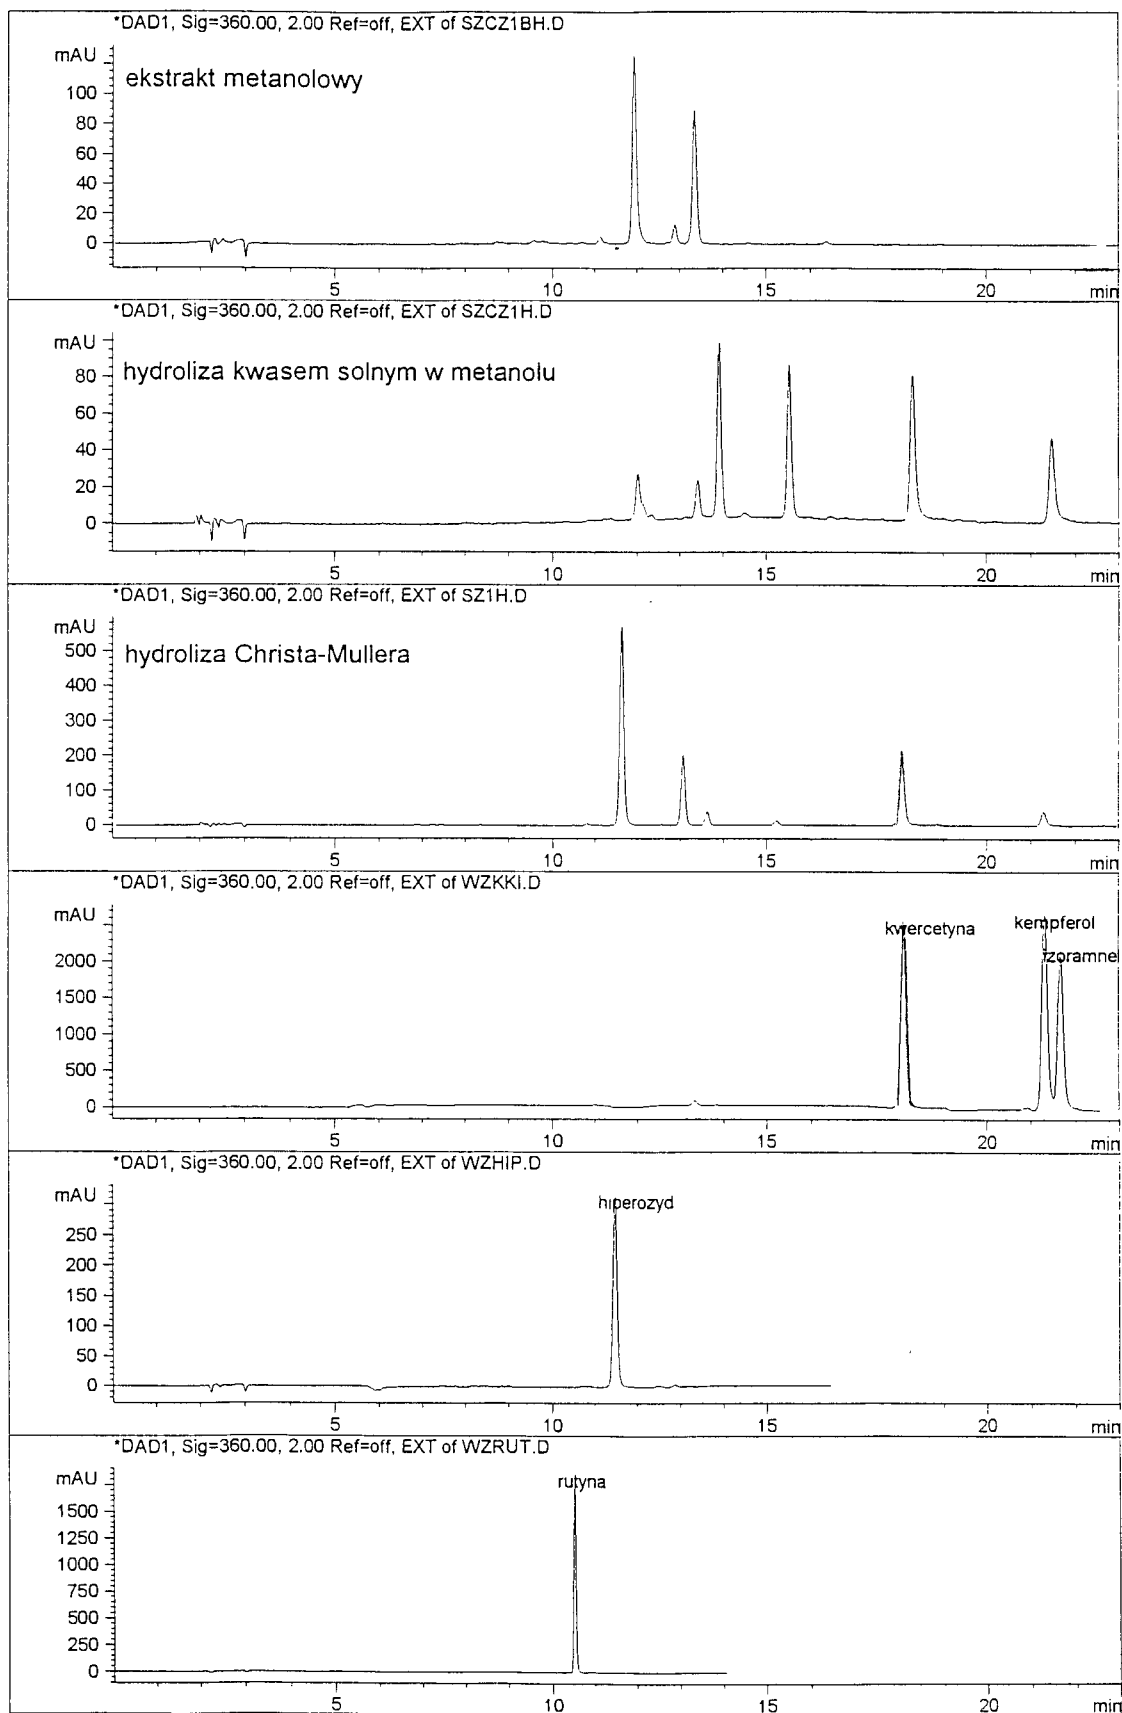 *DAD1, Sig=360.00, 2.00 Ref=off, EXT of SZCZ1BH.D
mAU
ekstrakt metanolowy
100
80
60
40
20
0
5 10 15 20 min
*DAD1, Sig=360.00, 2.00 Ref=off, EXT of SZCZ1H.D
mAU
hydroliza kwasem solnym w metanolu
80
60
40
20
0
5 10 15 20 min
*DAD1, Sig=360.00, 2.00 Ref=off, EXT of SZ1H.D
mAU
hydroliza Christa-Mullera
500
400
300
200
100
0
5 10 15 20 min
*DAD1, Sig=360.00, 2.00 Ref=off, EXT of WZKKI.D
mAU
kwercetyna kempferol
izoramnel
2000
1500
1000
500
0
5 10 15 20 min
*DAD1, Sig=360.00, 2.00 Ref=off, EXT of WZHIP.D
mAU
hiperozyd
250
200
150
100
50
0
5 10 15 20 min
*DAD1, Sig=360.00, 2.00 Ref=off, EXT of WZRUT.D
mAU
rutyna
1500
1250
1000
750
500
250
0
5 10 15 20 min